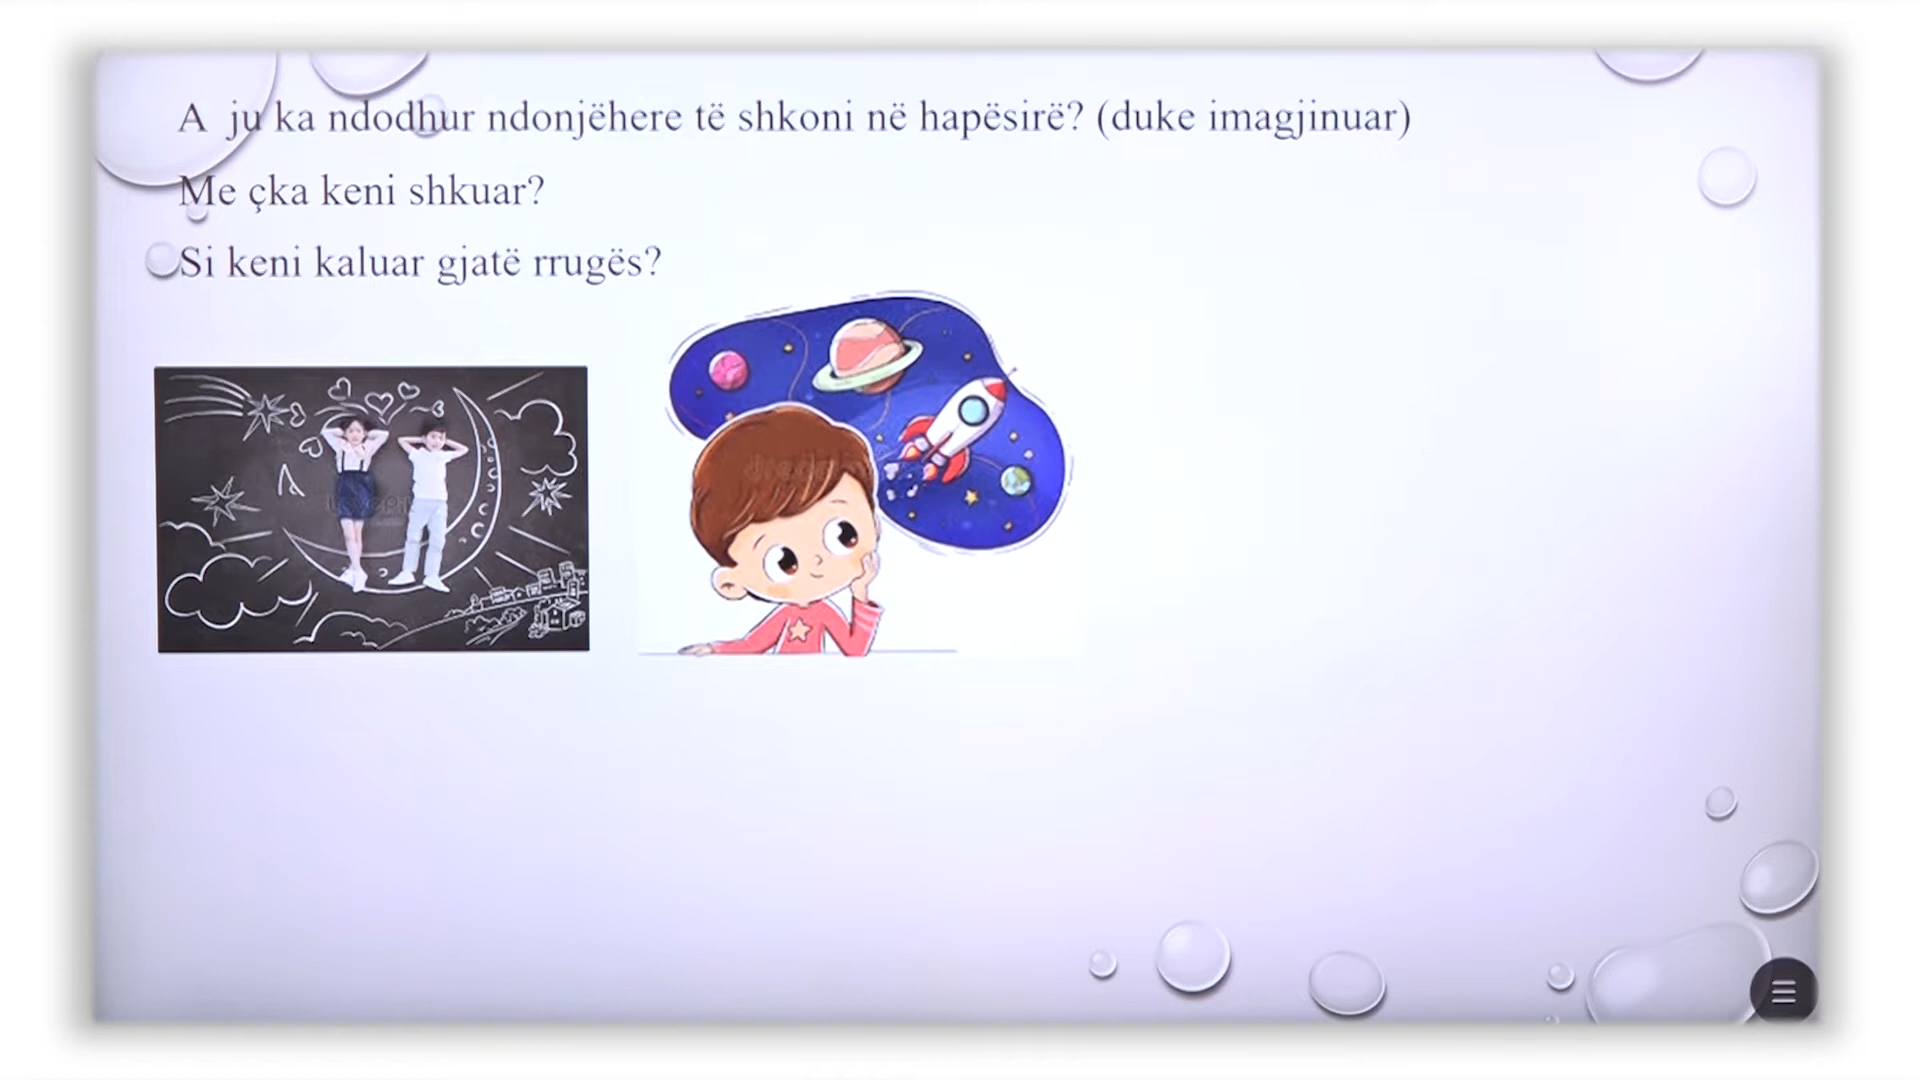 A ju ka ndodhur ndonjëhere të shkoni në hapësirë? (duke imagjinuar)
Me çka keni shkuar?
Si keni kaluar gjatë rrugës?